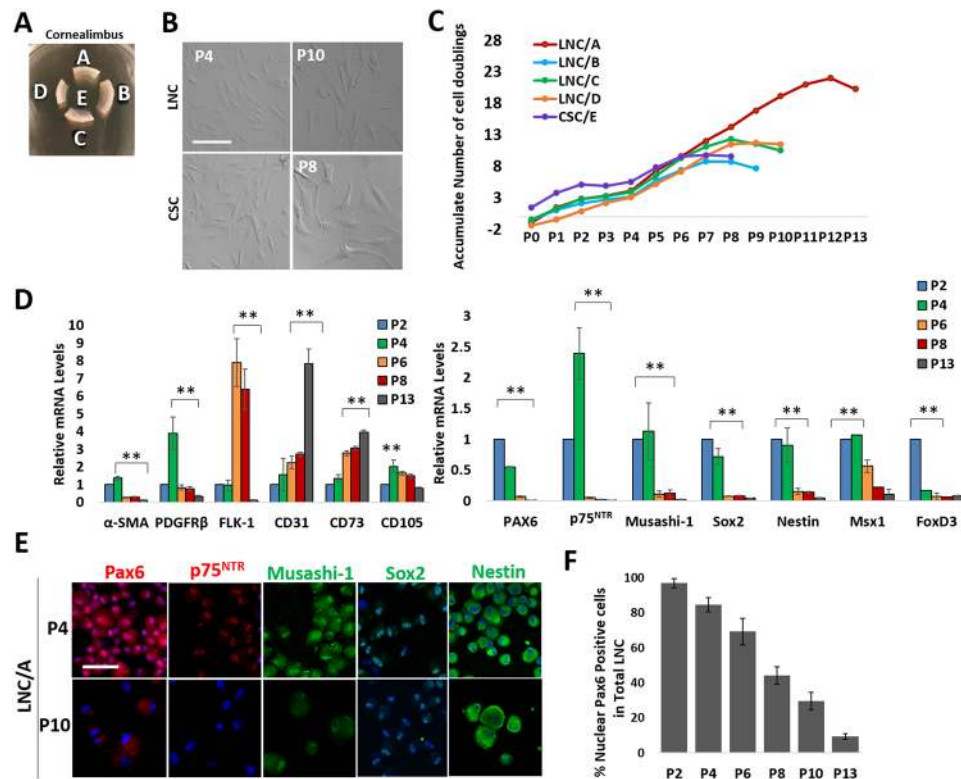 A
Cornealimbus
A
D
E
B
C
B
P4
P10
LNC
P8
CSC
C
Accumulate Number of cell doublings
28
23
18
13
8
3
-2
LNC/A
LNC/B
LNC/C
LNC/D
CSC/E
P0 P1 P2 P3 P4 P5 P6 P7 P8 P9 P10 P11 P12 P13
D
Relative mRNA Levels
10
9
8
7
6
5
4
3
2
1
0
**
**
**
**
**
**
P2
P4
P6
P8
P13
α-SMA PDGFRβ FLK-1 CD31 CD73 CD105
Relative mRNA Levels
3
2.5
2
1.5
1
0.5
0
**
**
**
**
**
**
**
P2
P4
P6
P8
P13
PAX6 p75NTR Musashi-1 Sox2 Nestin Msx1 FoxD3
E
Pax6 p75NTR Musashi-1 Sox2 Nestin
LNC/A
P4
P10
F
% Nuclear Pax6 Positive cells
in Total LNC
100
80
60
40
20
0
P2 P4 P6 P8 P10 P13